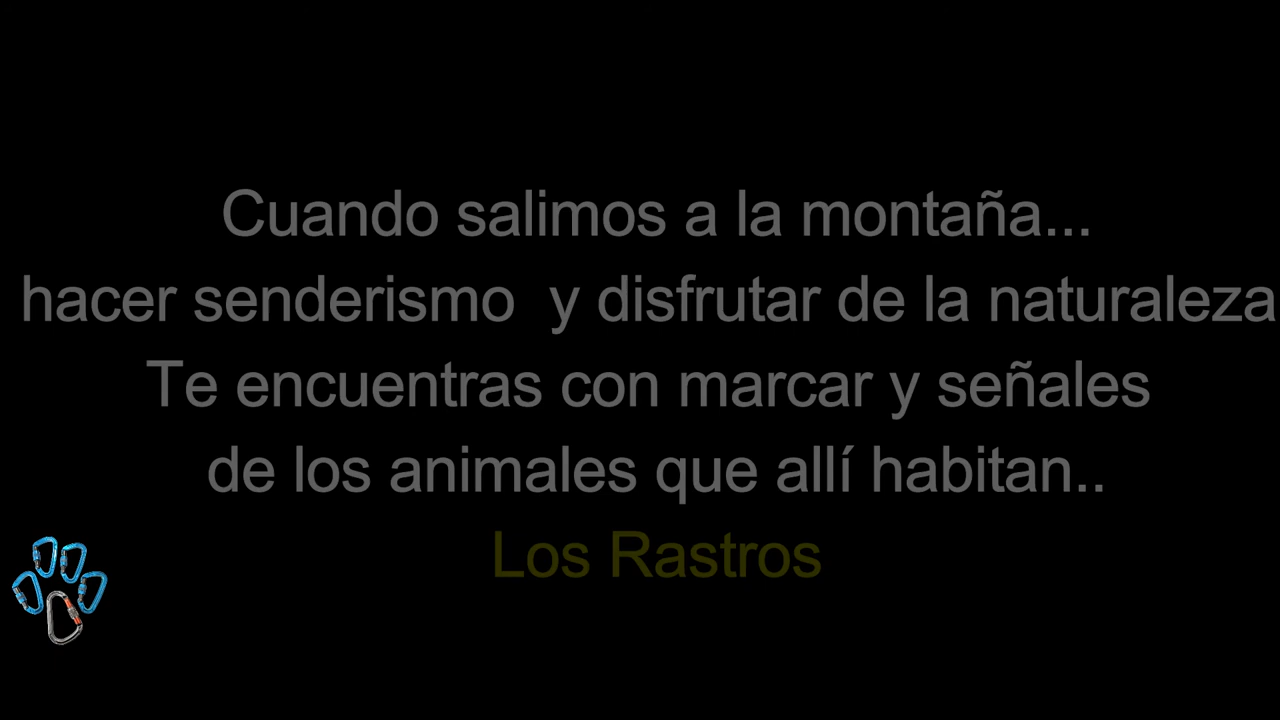 Cuando salimos a la montaña...
hacer senderismo  y disfrutar de la naturaleza
Te encuentras con marcar y señales
de los animales que allí habitan..
Los Rastros